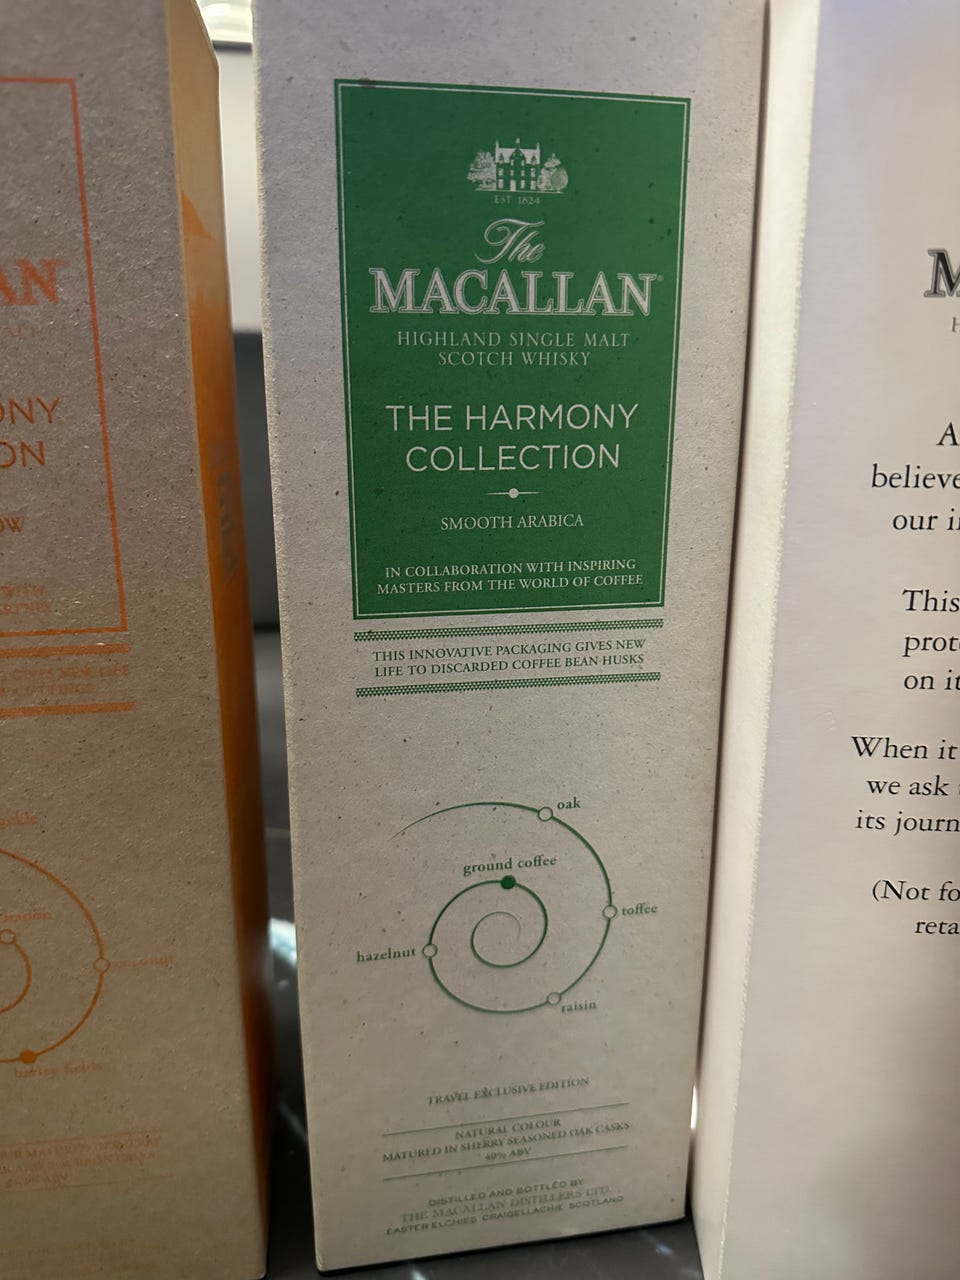 EST 1824
The
MACALLAN
HIGHLAND SINGLE MALT
SCOTCH WHISKY
THE HARMONY
COLLECTION
SMOOTH ARABICA
IN COLLABORATION WITH INSPIRING
MASTERS FROM THE WORLD OF COFFEE
THIS INNOVATIVE PACKAGING GIVES NEW
LIFE TO DISCARDED COFFEE BEAN HUSKS
oak
ground coffee
toffee
hazelnut
raisin
TRAVEL EXCLUSIVE EDITION
NATURAL COLOUR
MATURED IN SHERRY SEASONED OAK CASKS
40% ABV
DISTILLED AND BOTTLED BY
THE MACALLAN DISTILLERS LTD.
EASTER ELCHIES CRAIGELLACHIE SCOTLAND
AN
ONY
ON
OW
WITH
barley fields
M
H
A
believe
our i
This
prot
on it
When it
we ask
its journ
(Not fo
reta